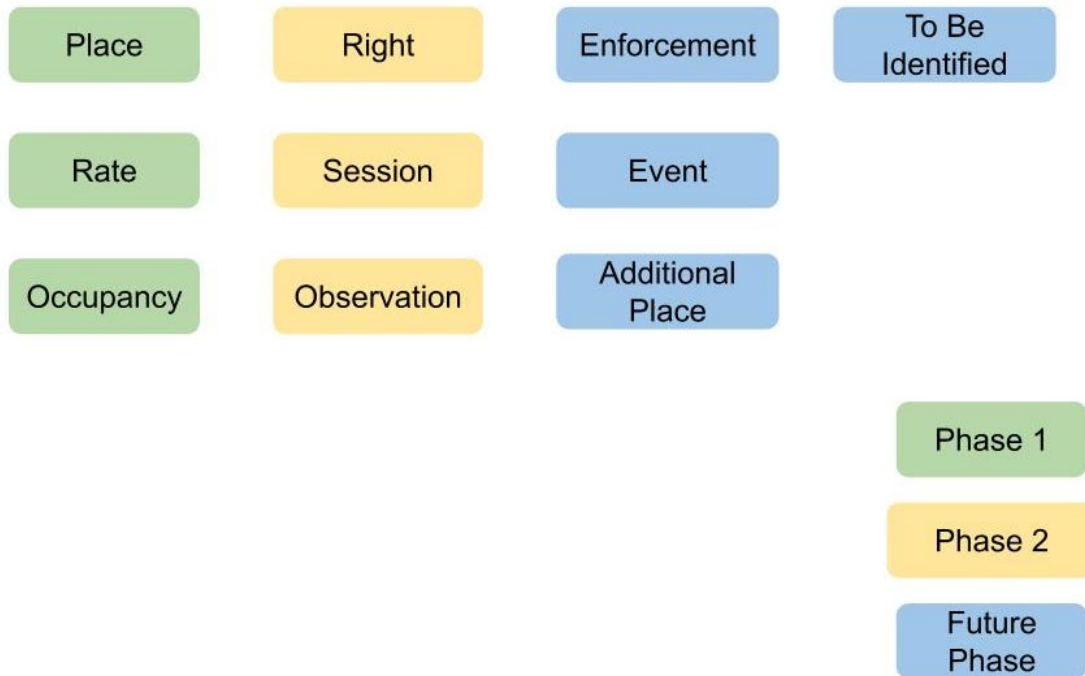 Place
Right
Enforcement
To Be
Identified
Rate
Session
Event
Occupancy
Observation
Additional
Place
Phase 1
Phase 2
Future
Phase